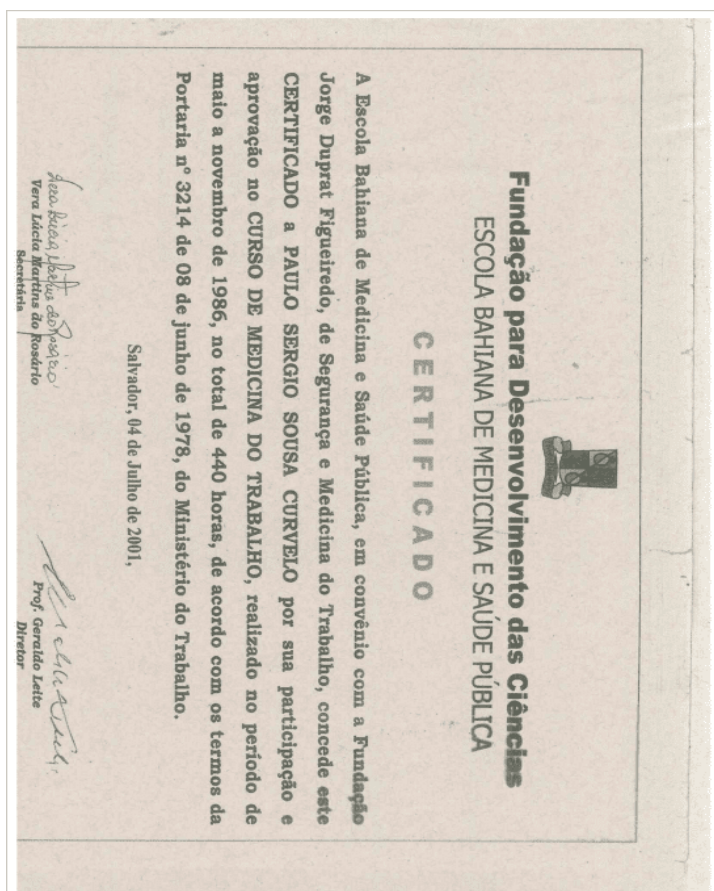 Fundação para Desenvolvimento das Ciências
ESCOLA BAHIANA DE MEDICINA E SAÚDE PÚBLICA
CERTIFICADO
A Escola Bahiana de Medicina e Saúde Pública, em convênio com a Fundação
Jorge Duprat Figueiredo, de Segurança e Medicina do Trabalho, concede este
CERTIFICADO a PAULO SERGIO SOUSA CURVELO por sua participação e
aprovação no CURSO DE MEDICINA DO TRABALHO, realizado no período de
maio a novembro de 1986, no total de 440 horas, de acordo com os termos da
Portaria nº 3214 de 08 de junho de 1978, do Ministério do Trabalho.
Salvador, 04 de Julho de 2001.
Vera Lúcia Martins do Rosário
Vera Lúcia Martins do Rosário
Secretária
Prof. Geraldo Leite
Diretor